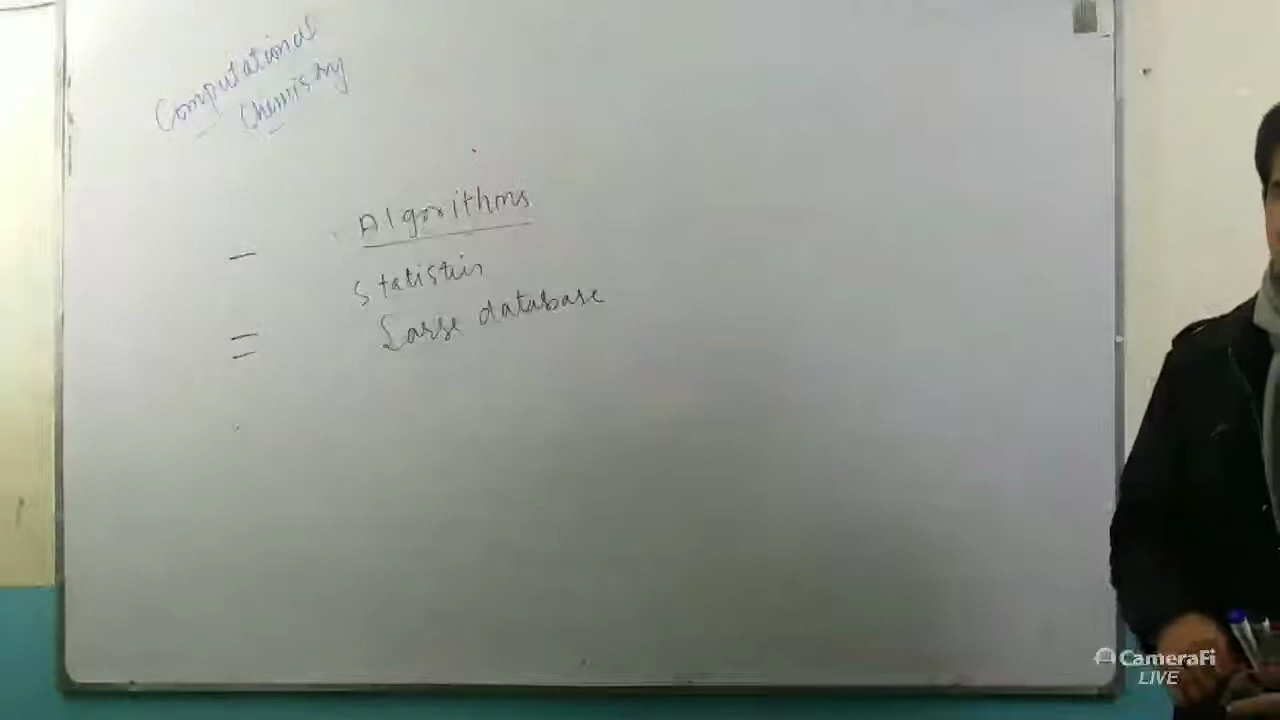 Computational
Chemistry
Algorithms
Statistics
Large database
CameraFi
LIVE